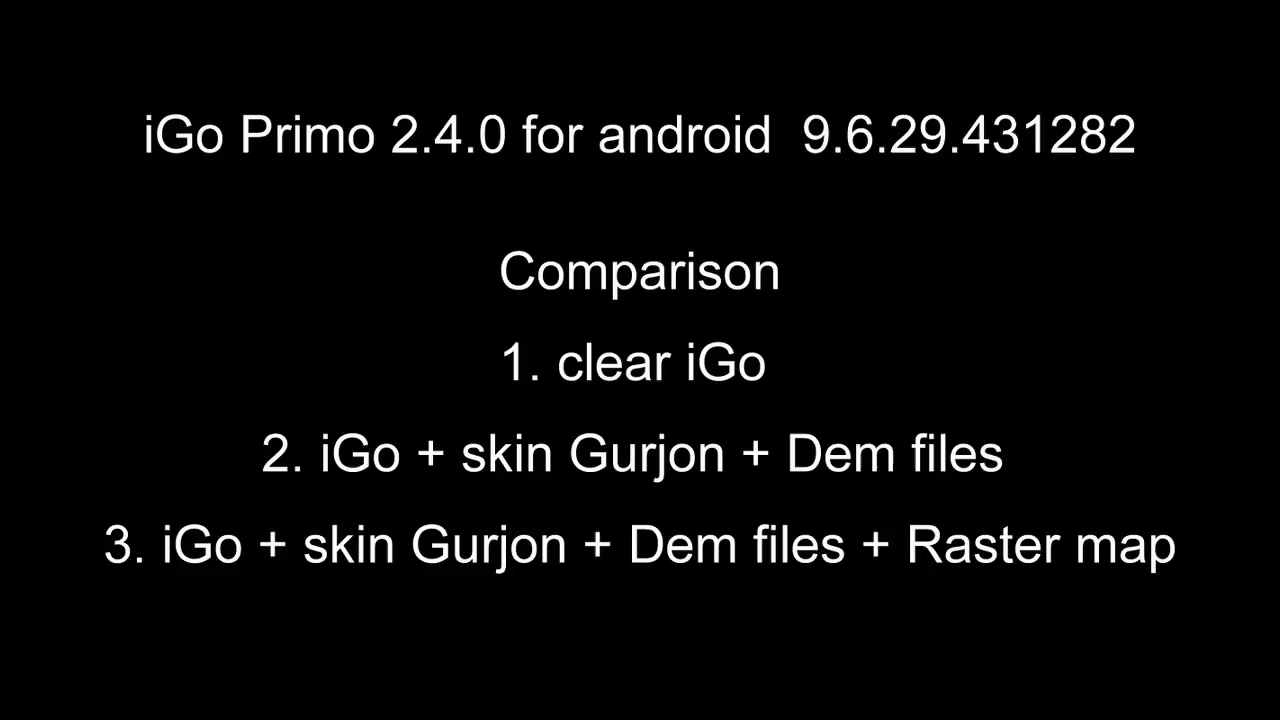 iGo Primo 2.4.0 for android  9.6.29.431282
Comparison
1. clear iGo
2. iGo + skin Gurjon + Dem files
3. iGo + skin Gurjon + Dem files + Raster map